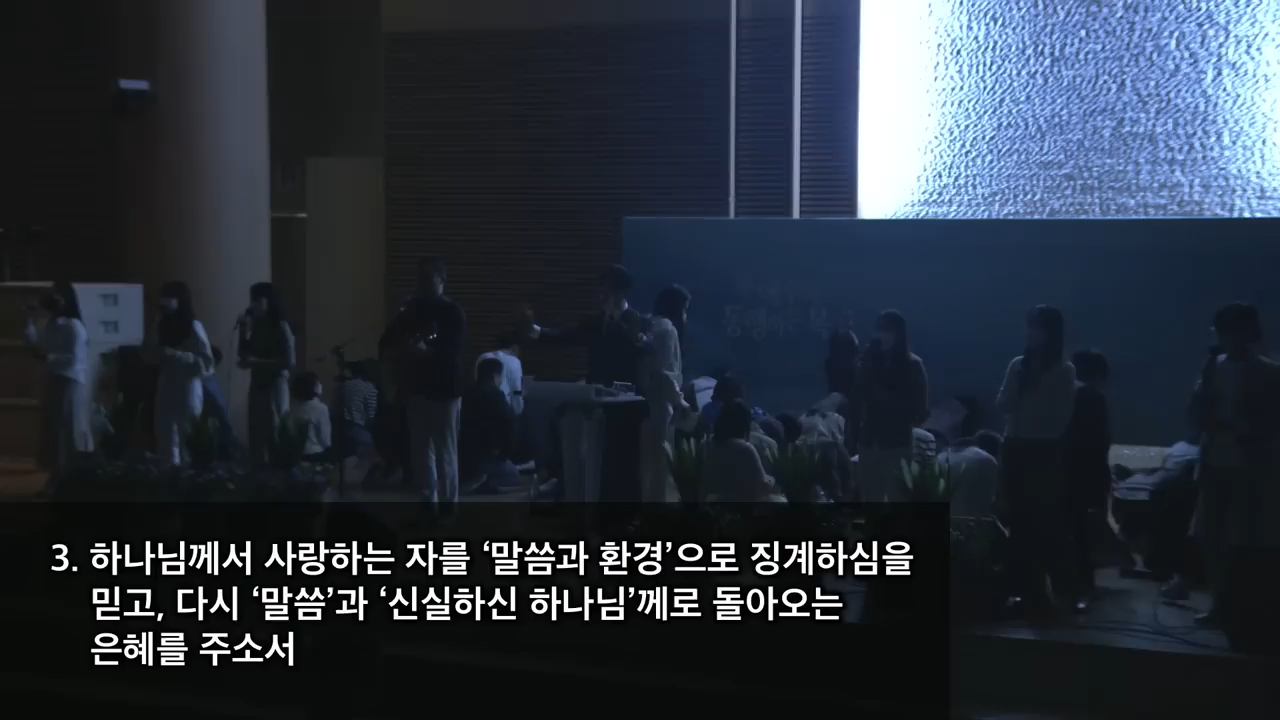 3. 하나님께서 사랑하는 자를 ‘말씀과 환경’으로 징계하심을
믿고, 다시 ‘말씀’과 ‘신실하신 하나님’께로 돌아오는
은혜를 주소서